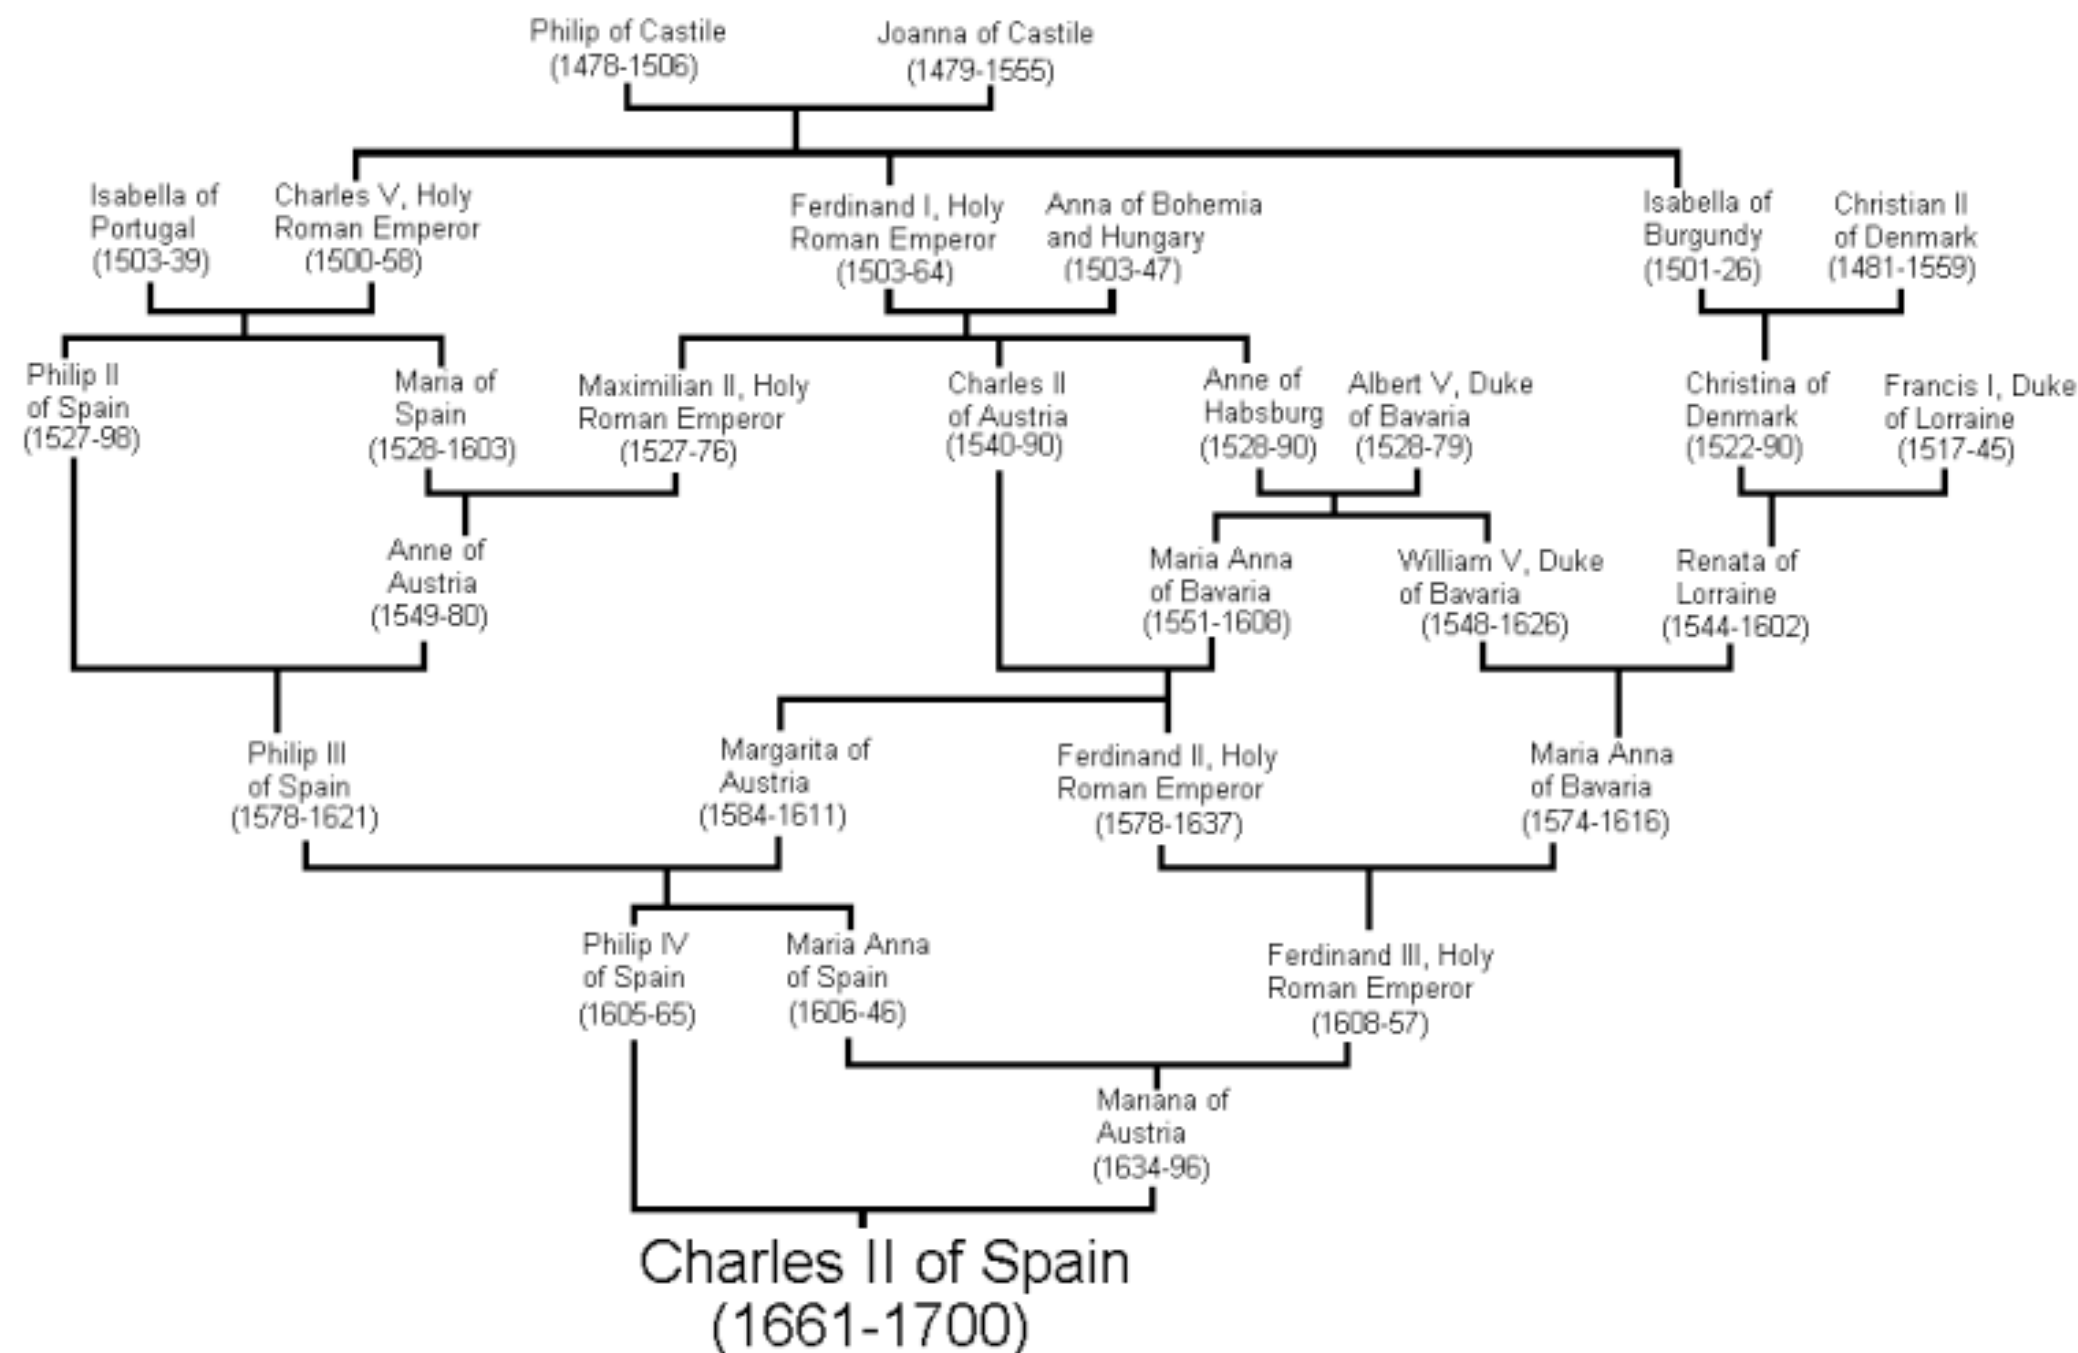 Philip of Castile
(1478-1506)
Joanna of Castile
(1479-1555)
Isabella of
Portugal
(1503-39)
Charles V, Holy
Roman Emperor
(1500-58)
Ferdinand I, Holy
Roman Emperor
(1503-64)
Anna of Bohemia
and Hungary
(1503-47)
Isabella of
Burgundy
(1501-26)
Christian II
of Denmark
(1481-1559)
Philip II
of Spain
(1527-98)
Maria of
Spain
(1528-1603)
Maximilian II, Holy
Roman Emperor
(1527-76)
Charles II
of Austria
(1540-90)
Anne of
Habsburg
(1528-90)
Albert V, Duke
of Bavaria
(1528-79)
Christina of
Denmark
(1522-90)
Francis I, Duke
of Lorraine
(1517-45)
Anne of
Austria
(1549-80)
Maria Anna
of Bavaria
(1551-1608)
William V, Duke
of Bavaria
(1548-1626)
Renata of
Lorraine
(1544-1602)
Philip III
of Spain
(1578-1621)
Margarita of
Austria
(1584-1611)
Ferdinand II, Holy
Roman Emperor
(1578-1637)
Maria Anna
of Bavaria
(1574-1616)
Philip IV
of Spain
(1605-65)
Maria Anna
of Spain
(1606-46)
Ferdinand III, Holy
Roman Emperor
(1608-57)
Mariana of
Austria
(1634-96)
Charles II of Spain
(1661-1700)